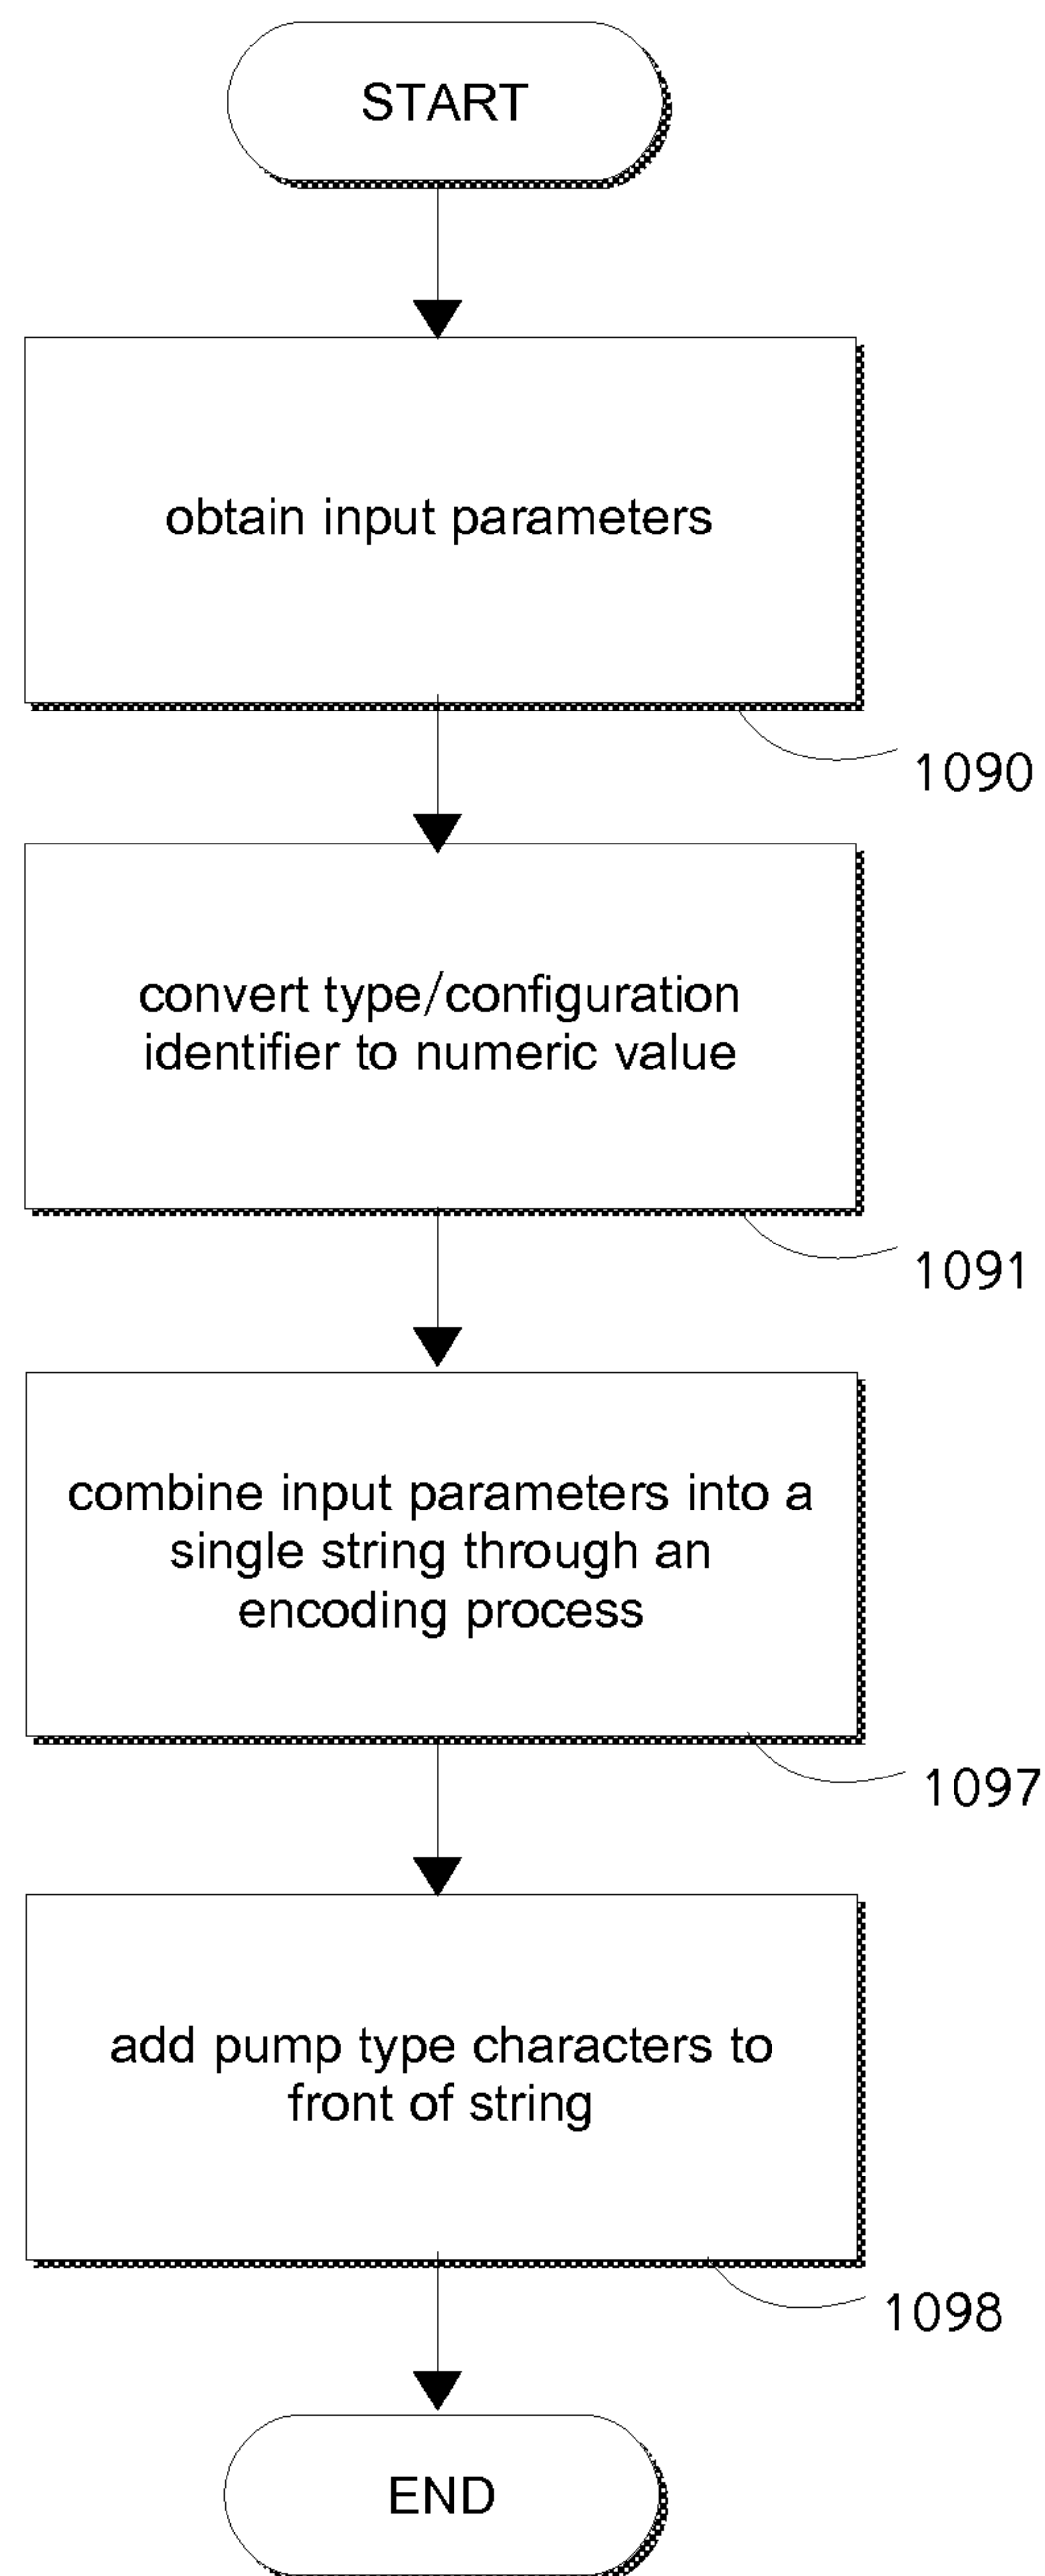 START
obtain input parameters
1090
convert type/configuration
identifier to numeric value
1091
combine input parameters into a
single string through an
encoding process
1097
add pump type characters to
front of string
1098
END